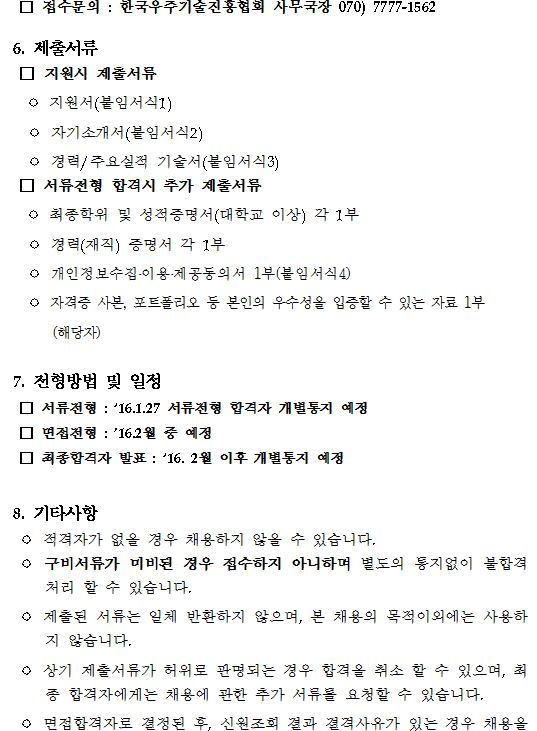 □ 접수문의 : 한국우주기술진흥협회 사무국장 070) 7777-1562
6. 제출서류
□ 지원시 제출서류
○ 지원서(붙임서식1)
○ 자기소개서(붙임서식2)
○ 경력/주요실적 기술서(붙임서식3)
□ 서류전형 합격시 추가 제출서류
○ 최종학위 및 성적증명서(대학교 이상) 각 1부
○ 경력(재직) 증명서 각 1부
○ 개인정보수집·이용·제공동의서 1부(붙임서식4)
○ 자격증 사본, 포트폴리오 등 본인의 우수성을 입증할 수 있는 자료 1부
(해당자)
7. 전형방법 및 일정
□ 서류전형 : '16.1.27 서류전형 합격자 개별통지 예정
□ 면접전형 : '16.2월 중 예정
□ 최종합격자 발표 : '16. 2월 이후 개별통지 예정
8. 기타사항
○ 적격자가 없을 경우 채용하지 않을 수 있습니다.
○ 구비서류가 미비된 경우 접수하지 아니하며 별도의 통지없이 불합격
처리 할 수 있습니다.
○ 제출된 서류는 일체 반환하지 않으며, 본 채용의 목적이외에는 사용하
지 않습니다.
○ 상기 제출서류가 허위로 판명되는 경우 합격을 취소 할 수 있으며, 최
종 합격자에게는 채용에 관한 추가 서류를 요청할 수 있습니다.
○ 면접합격자로 결정된 후, 신원조회 결과 결격사유가 있는 경우 채용을